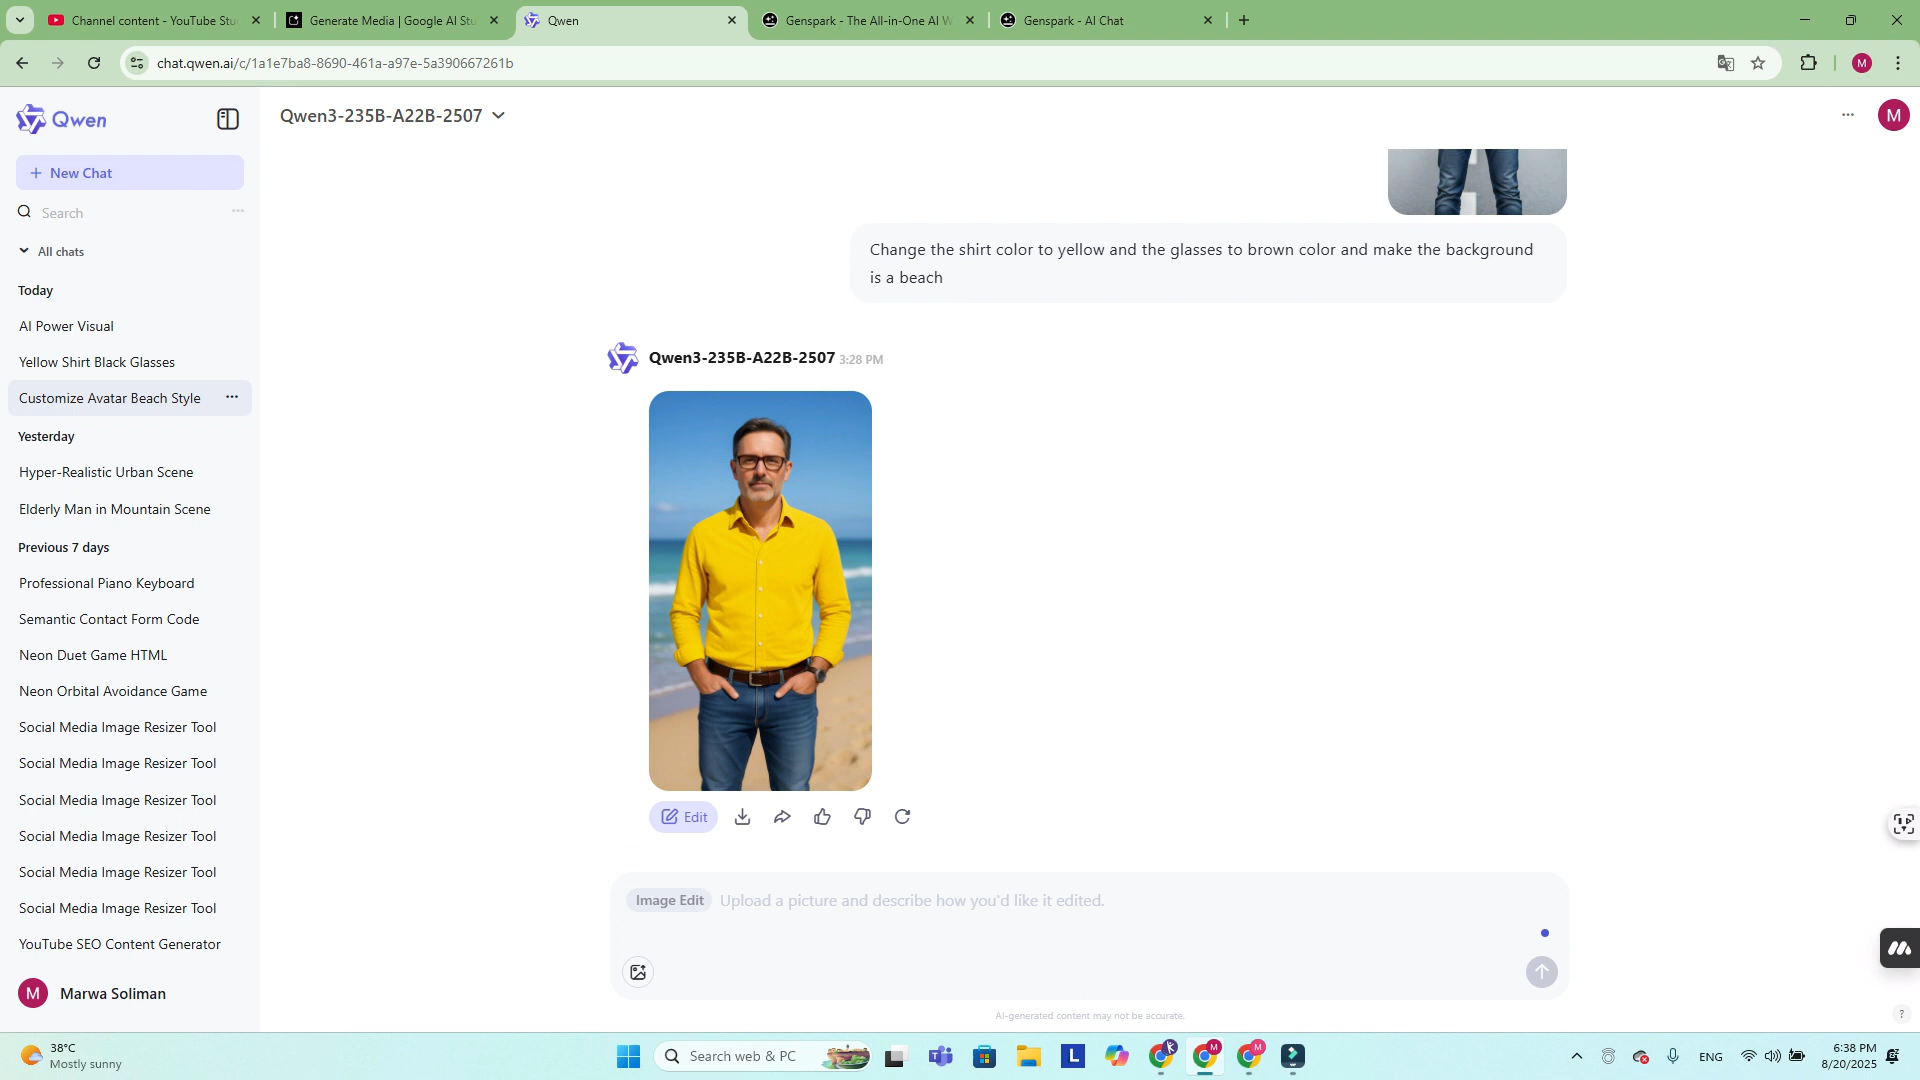 Channel content - YouTube Stu
Generate Media | Google AI Stu
Qwen
Genspark - The All-in-One AI W
Genspark - AI Chat
chat.qwen.ai/c/1a1e7ba8-8690-461a-a97e-5a390667261b
M
Qwen
Qwen3-235B-A22B-2507
M
New Chat
Search
All chats
Today
AI Power Visual
Yellow Shirt Black Glasses
Customize Avatar Beach Style
Yesterday
Hyper-Realistic Urban Scene
Elderly Man in Mountain Scene
Previous 7 days
Professional Piano Keyboard
Semantic Contact Form Code
Neon Duet Game HTML
Neon Orbital Avoidance Game
Social Media Image Resizer Tool
Social Media Image Resizer Tool
Social Media Image Resizer Tool
Social Media Image Resizer Tool
Social Media Image Resizer Tool
Social Media Image Resizer Tool
YouTube SEO Content Generator
M Marwa Soliman
Change the shirt color to yellow and the glasses to brown color and make the background
is a beach
Qwen3-235B-A22B-2507 3:28 PM
Edit
Image Edit Upload a picture and describe how you'd like it edited.
AI-generated content may not be accurate.
?
38°C
Mostly sunny
Search web & PC
L
K
M
M
ENG
6:38 PM
8/20/2025